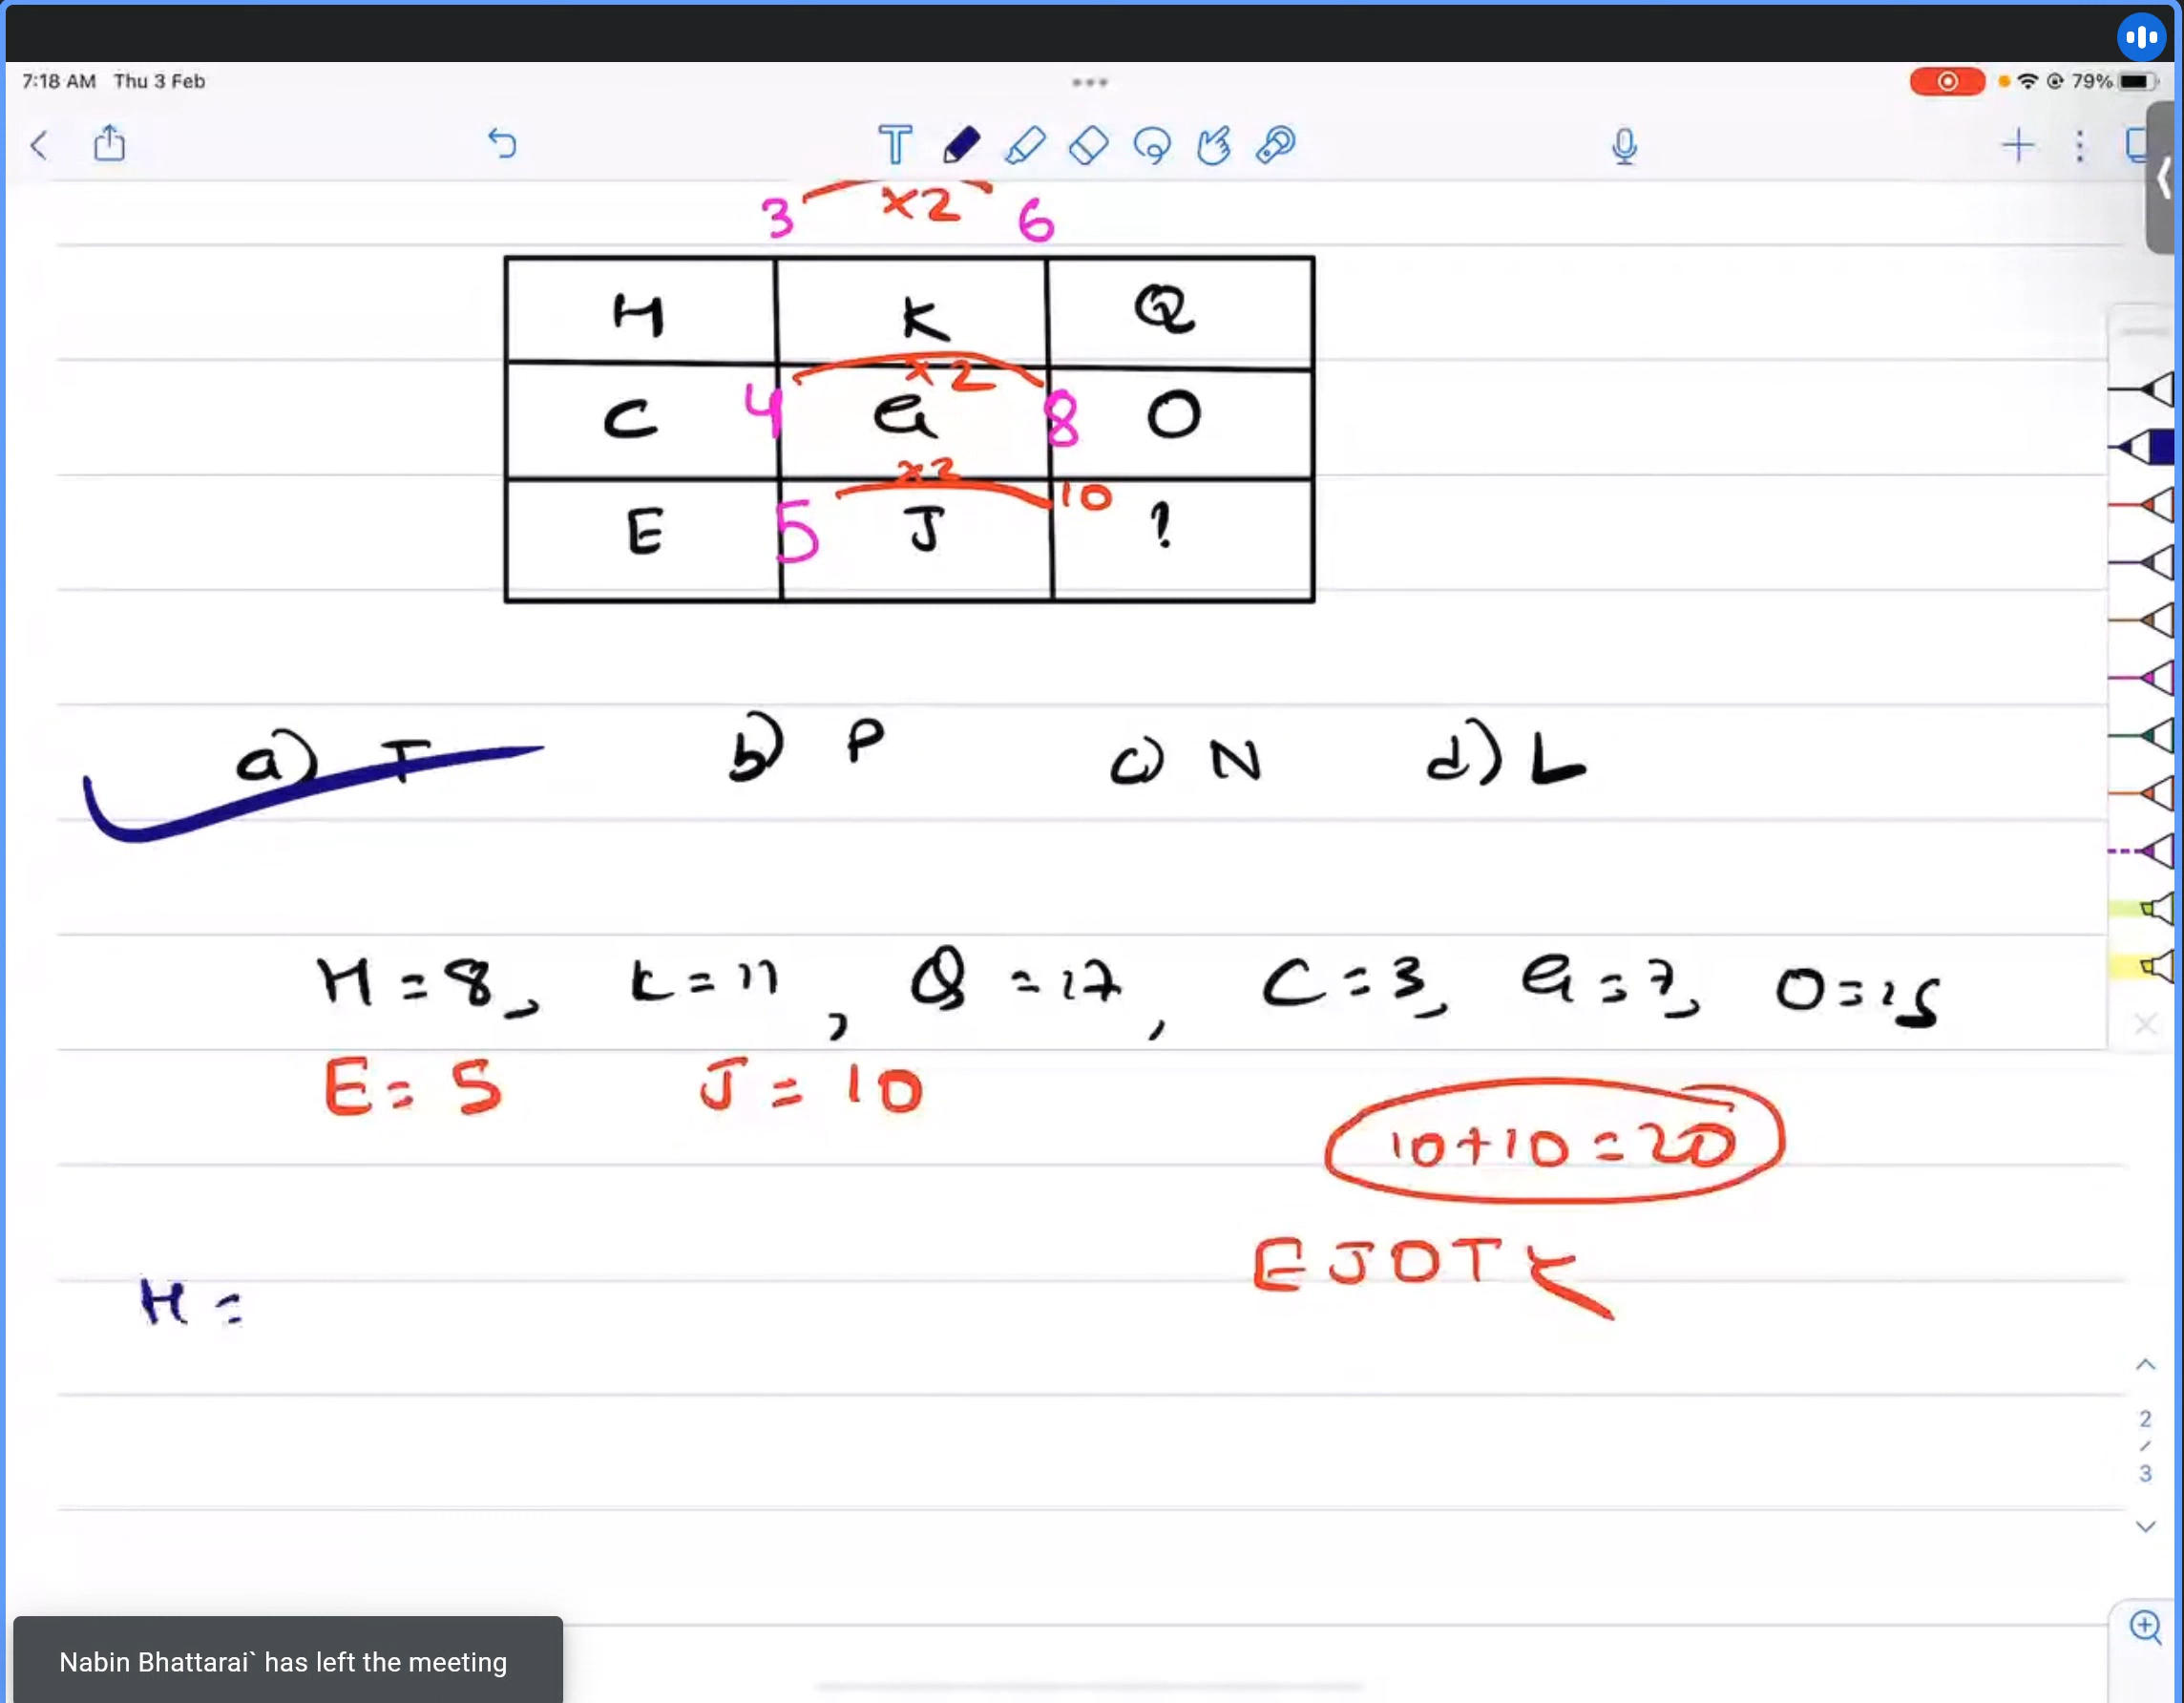 7:18 AM Thu 3 Feb
79%
T
3 ×2 6
H K Q
×2
C 4 G 8 O
×2
10
E 5 J ?
a) T b) P c) N d) L
H = 8, K = 11, Q = 17, C = 3, G = 7, O = 15
E = 5 J = 10
10+10 = 20
EJOTY
H =
2
/
3
Nabin Bhattarai` has left the meeting